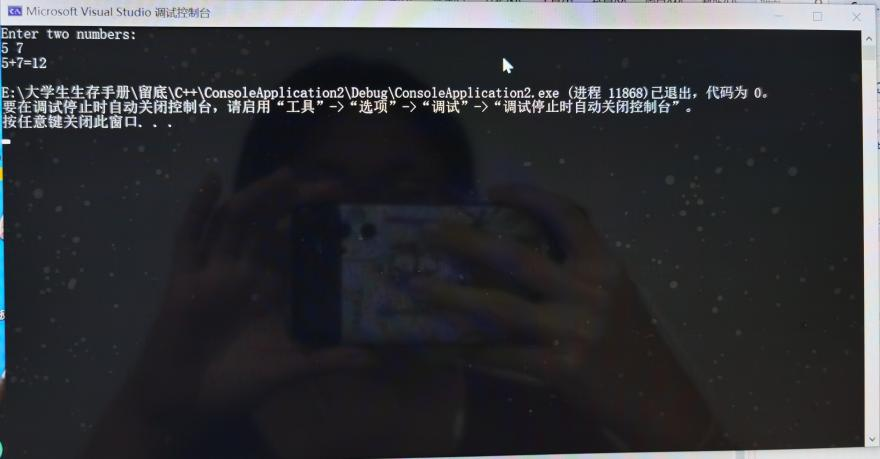 Microsoft Visual Studio 调试控制台
Enter two numbers:
5 7
5+7=12
E:\大学生生存手册\留底\C++\ConsoleApplication2\Debug\ConsoleApplication2.exe (进程 11868)已退出，代码为 0。
要在调试停止时自动关闭控制台，请启用“工具”->“选项”->“调试”->“调试停止时自动关闭控制台”。
按任意键关闭此窗口. . .